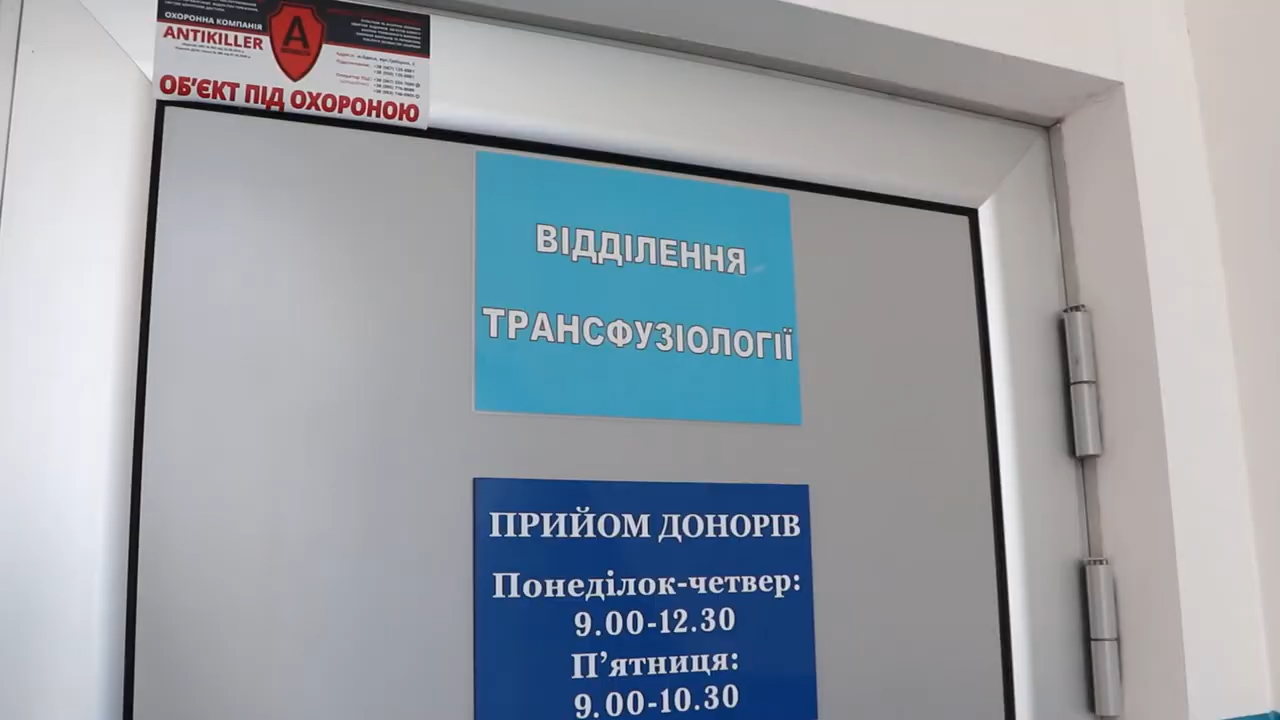 ОХОРОННА КОМПАНІЯ
ANTIKILLER
A
ОБ'ЄКТ ПІД ОХОРОНОЮ
ВІДДІЛЕННЯ
ТРАНСФУЗІОЛОГІЇ
ПРИЙОМ ДОНОРІВ
Понеділок-четвер:
9.00-12.30
П’ятниця:
9.00-10.30